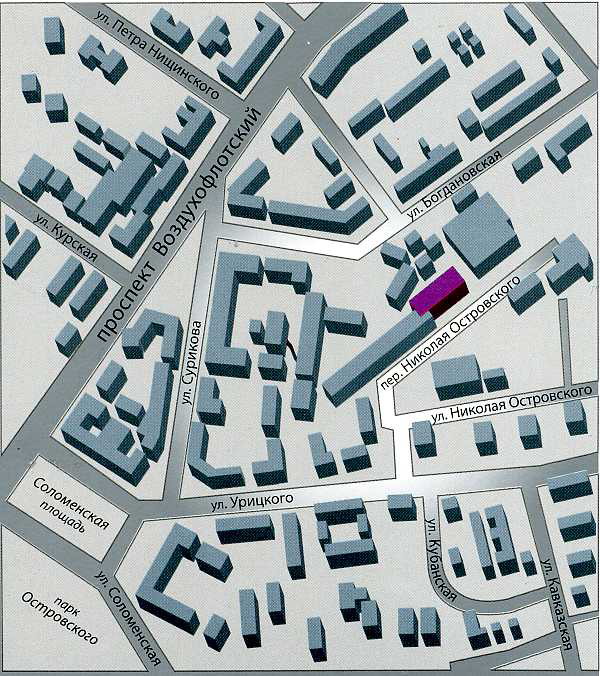 ул. Петра Нищинского
проспект Воздухофлотский
ул. Богдановская
ул. Курская
пер. Николая Островского
ул. Сурикова
ул. Николая Островского
Соломенская
площадь
ул. Урицкого
ул. Кубанская
ул. Кавказская
ул. Соломенская
парк
Островского